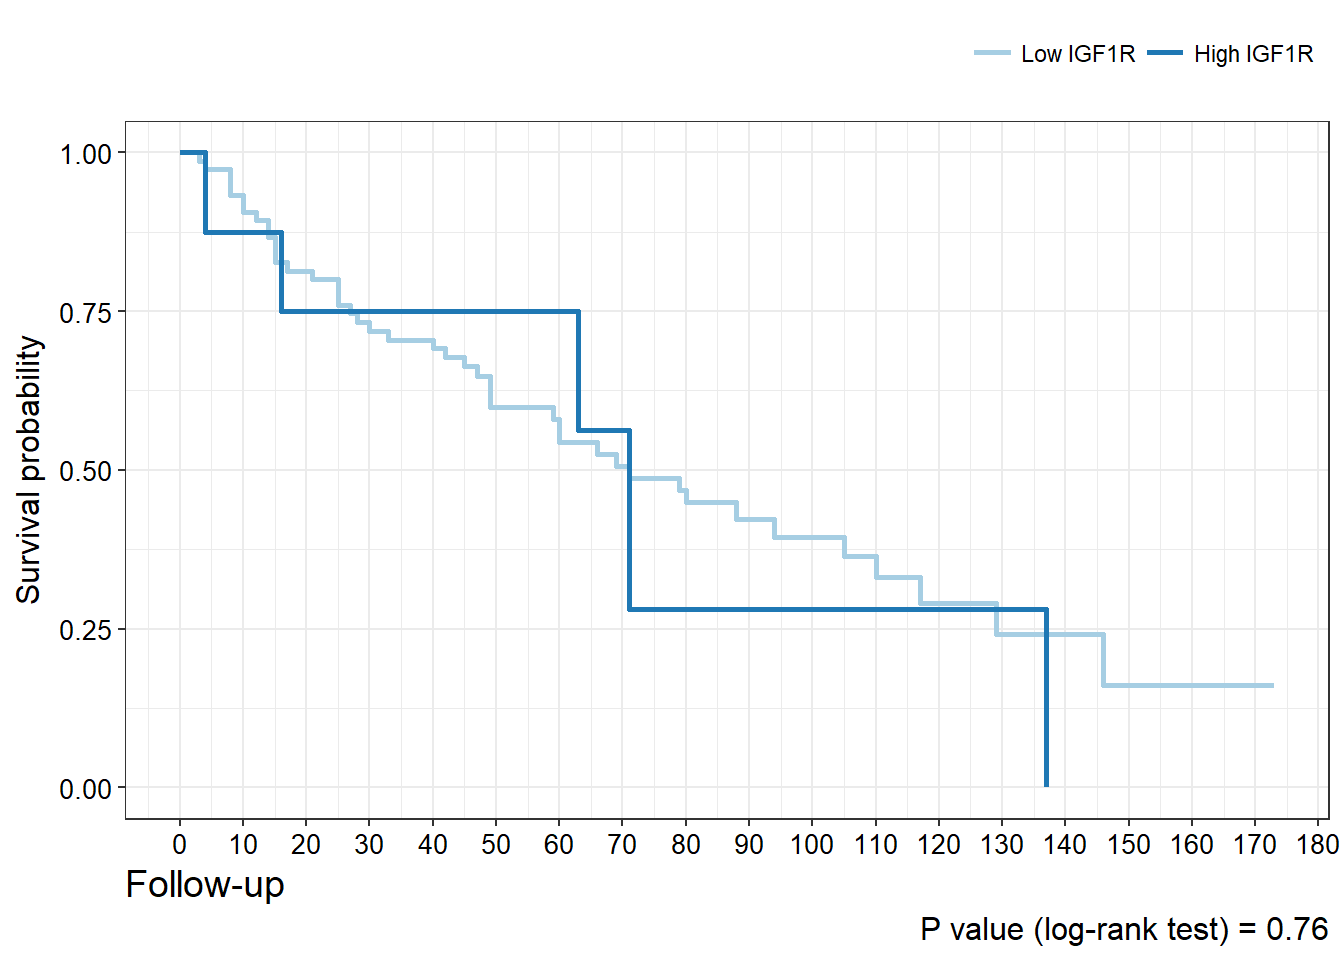 Low IGF1R High IGF1R
Survival probability
1.00
0.75
0.50
0.25
0.00
0 10 20 30 40 50 60 70 80 90 100 110 120 130 140 150 160 170 180
Follow-up
P value (log-rank test) = 0.76